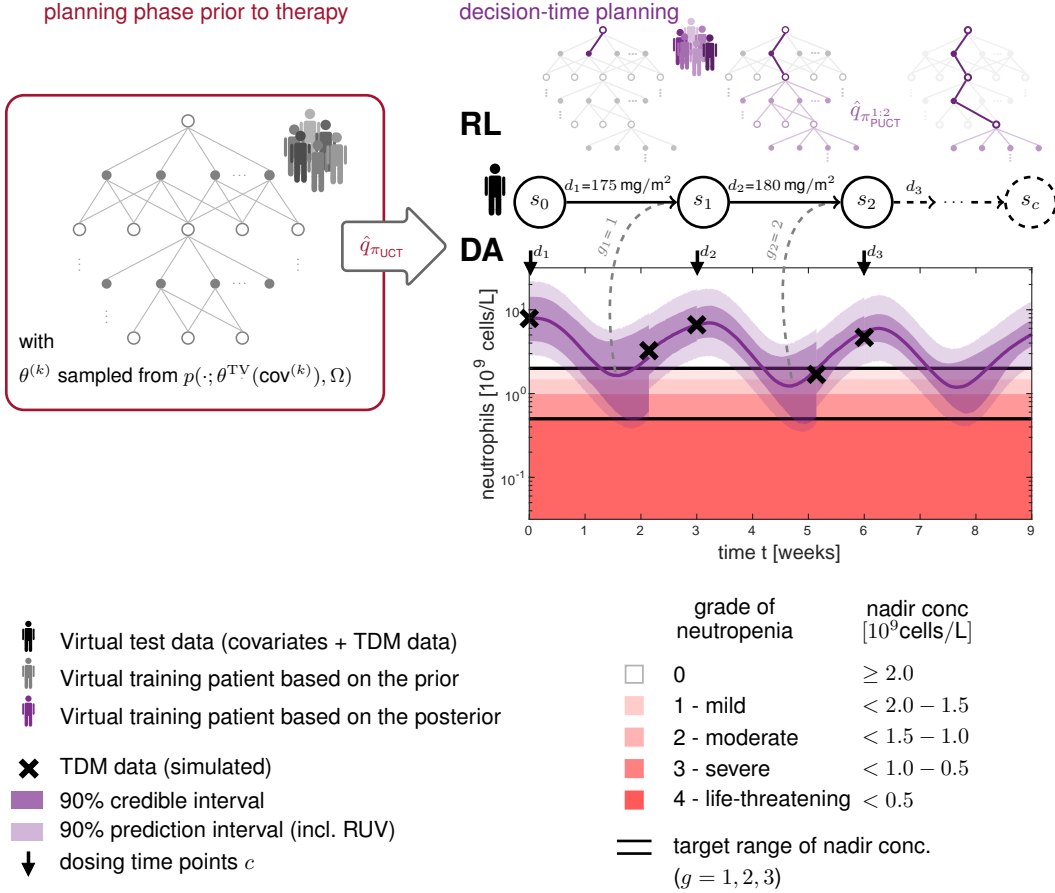 planning phase prior to therapy
decision-time planning
with
θ^(k) sampled from p(·; θ^TV(cov^(k)), Ω)
q̂_π_UCT
RL
q̂_π_PUCT^1:2
s_0
d_1=175 mg/m²
s_1
d_2=180 mg/m²
s_2
d_3
···
s_c
g_1 = 1
g_2 = 2
DA
d_1
d_2
d_3
neutrophils [10^9 cells/L]
10^1
10^0
10^-1
0 1 2 3 4 5 6 7 8 9
time t [weeks]
Virtual test data (covariates + TDM data)
Virtual training patient based on the prior
Virtual training patient based on the posterior
TDM data (simulated)
90% credible interval
90% prediction interval (incl. RUV)
dosing time points c
grade of neutropenia
nadir conc [10^9 cells/L]
0 ≥ 2.0
1 - mild < 2.0 − 1.5
2 - moderate < 1.5 − 1.0
3 - severe < 1.0 − 0.5
4 - life-threatening < 0.5
target range of nadir conc.
(g = 1, 2, 3)